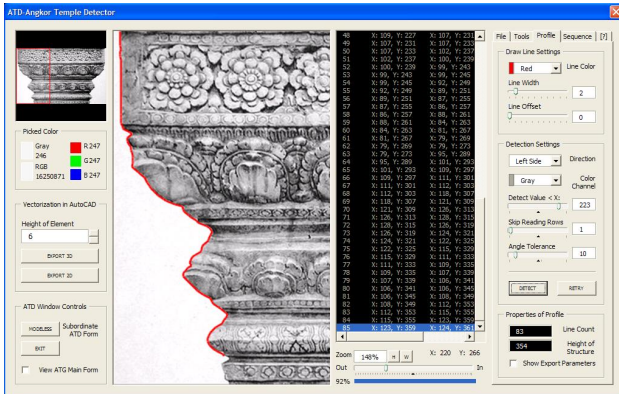 ATD-Angkor Temple Detector
Picked Color
Gray
246
RGB
16250871
R 247
G 247
B 247
Vectorization in AutoCAD
Height of Element
6
EXPORT 3D
EXPORT 2D
ATD Window Controls
MODELESS
Subordinate
ATD Form
EXIT
View ATG Main Form
48 X: 109, Y: 227 X: 107, Y: 231
49 X: 107, Y: 231 X: 107, Y: 233
50 X: 107, Y: 233 X: 102, Y: 237
51 X: 102, Y: 237 X: 100, Y: 239
52 X: 100, Y: 239 X: 99, Y: 243
53 X: 99, Y: 243 X: 99, Y: 245
54 X: 99, Y: 245 X: 92, Y: 249
55 X: 92, Y: 249 X: 89, Y: 251
56 X: 89, Y: 251 X: 87, Y: 255
57 X: 87, Y: 255 X: 86, Y: 257
58 X: 86, Y: 257 X: 88, Y: 261
59 X: 88, Y: 261 X: 84, Y: 263
60 X: 84, Y: 263 X: 81, Y: 267
61 X: 81, Y: 267 X: 79, Y: 269
62 X: 79, Y: 269 X: 79, Y: 273
63 X: 79, Y: 273 X: 95, Y: 289
64 X: 95, Y: 289 X: 101, Y: 293
65 X: 101, Y: 293 X: 109, Y: 297
66 X: 109, Y: 297 X: 111, Y: 301
67 X: 111, Y: 301 X: 112, Y: 303
68 X: 112, Y: 303 X: 118, Y: 307
69 X: 118, Y: 307 X: 121, Y: 309
70 X: 121, Y: 309 X: 126, Y: 313
71 X: 126, Y: 313 X: 128, Y: 315
72 X: 128, Y: 315 X: 126, Y: 319
73 X: 126, Y: 319 X: 124, Y: 321
74 X: 124, Y: 321 X: 122, Y: 325
75 X: 122, Y: 325 X: 115, Y: 329
76 X: 115, Y: 329 X: 111, Y: 333
77 X: 111, Y: 333 X: 109, Y: 335
78 X: 109, Y: 335 X: 107, Y: 339
79 X: 107, Y: 339 X: 106, Y: 341
80 X: 106, Y: 341 X: 106, Y: 345
81 X: 106, Y: 345 X: 108, Y: 349
82 X: 108, Y: 349 X: 112, Y: 353
83 X: 112, Y: 353 X: 115, Y: 355
84 X: 115, Y: 355 X: 123, Y: 359
85 X: 123, Y: 359 X: 124, Y: 361
Zoom 148% H W X: 220 Y: 266
Out In
92%
File Tools Profile Sequence [?]
Draw Line Settings
Red Line Color
Line Width
2
Line Offset
0
Detection Settings
Left Side Direction
Gray Color
Channel
Detect Value < X:
223
Skip Reading Rows
1
Angle Tolerance
10
DETECT RETRY
Properties of Profile
83 Line Count
354 Height of
Structure
Show Export
Parameters